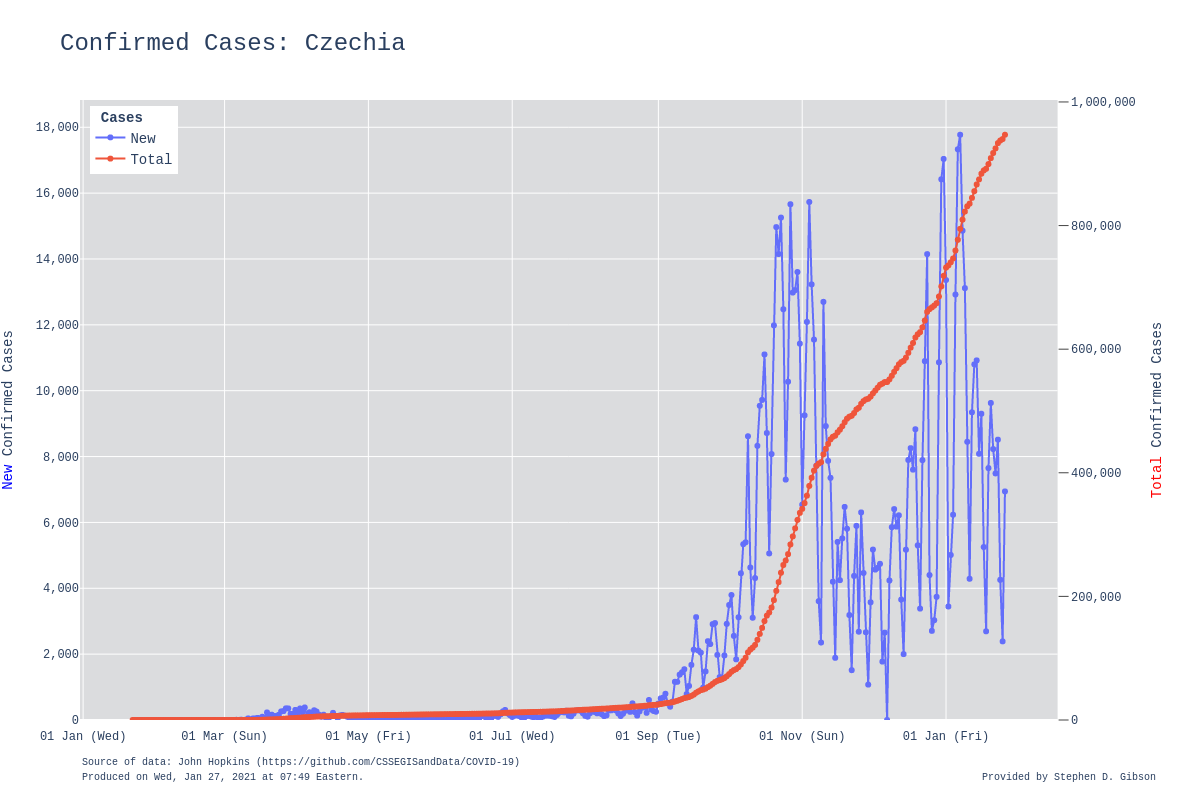 Confirmed Cases: Czechia
Cases
New
Total
18,000
16,000
14,000
12,000
10,000
8,000
6,000
4,000
2,000
0
New Confirmed Cases
1,000,000
800,000
600,000
400,000
200,000
0
Total Confirmed Cases
01 Jan (Wed) 01 Mar (Sun) 01 May (Fri) 01 Jul (Wed) 01 Sep (Tue) 01 Nov (Sun) 01 Jan (Fri)
Source of data: John Hopkins (https://github.com/CSSEGISandData/COVID-19)
Produced on Wed, Jan 27, 2021 at 07:49 Eastern.
Provided by Stephen D. Gibson